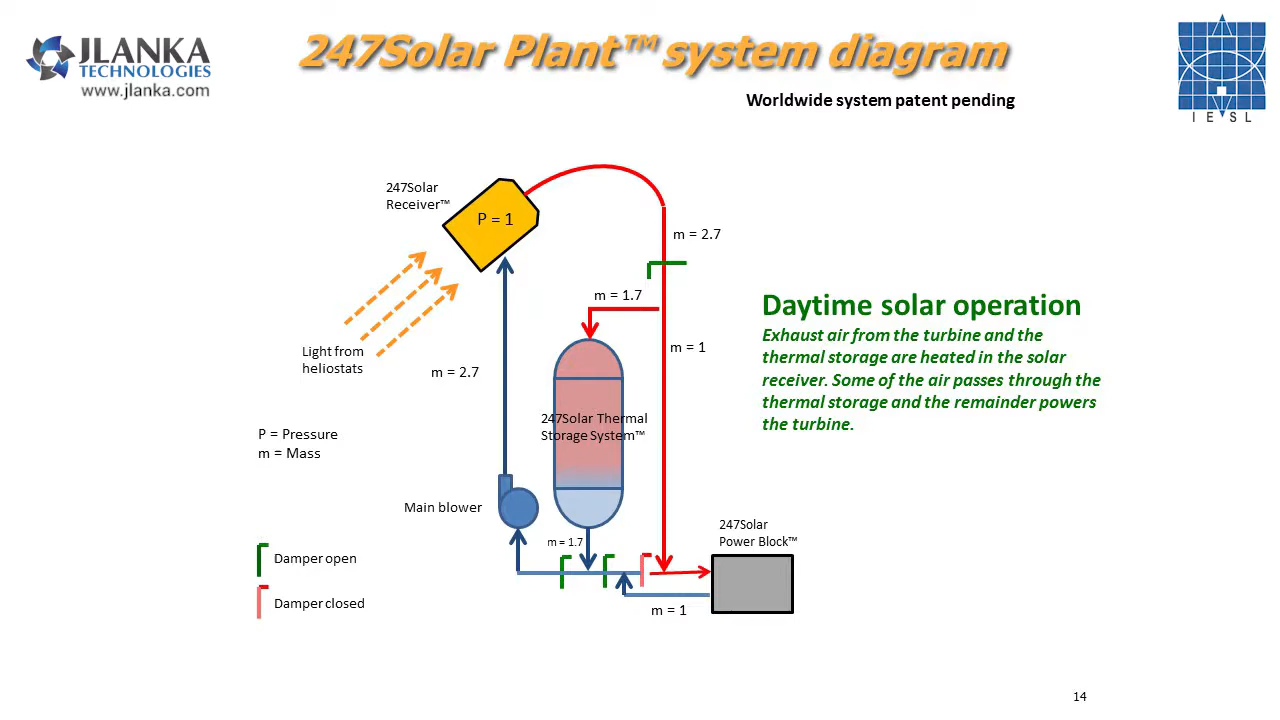 JLANKA
TECHNOLOGIES
www.jlanka.com
247Solar Plant™ system diagram
Worldwide system patent pending
I E S L
247Solar
Receiver™
P = 1
m = 2.7
m = 1.7
m = 1
Light from
heliostats
m = 2.7
Daytime solar operation
Exhaust air from the turbine and the
thermal storage are heated in the solar
receiver. Some of the air passes through the
thermal storage and the remainder powers
the turbine.
247Solar Thermal
Storage System™
P = Pressure
m = Mass
Main blower
247Solar
Power Block™
m = 1.7
Damper open
Damper closed
m = 1
14